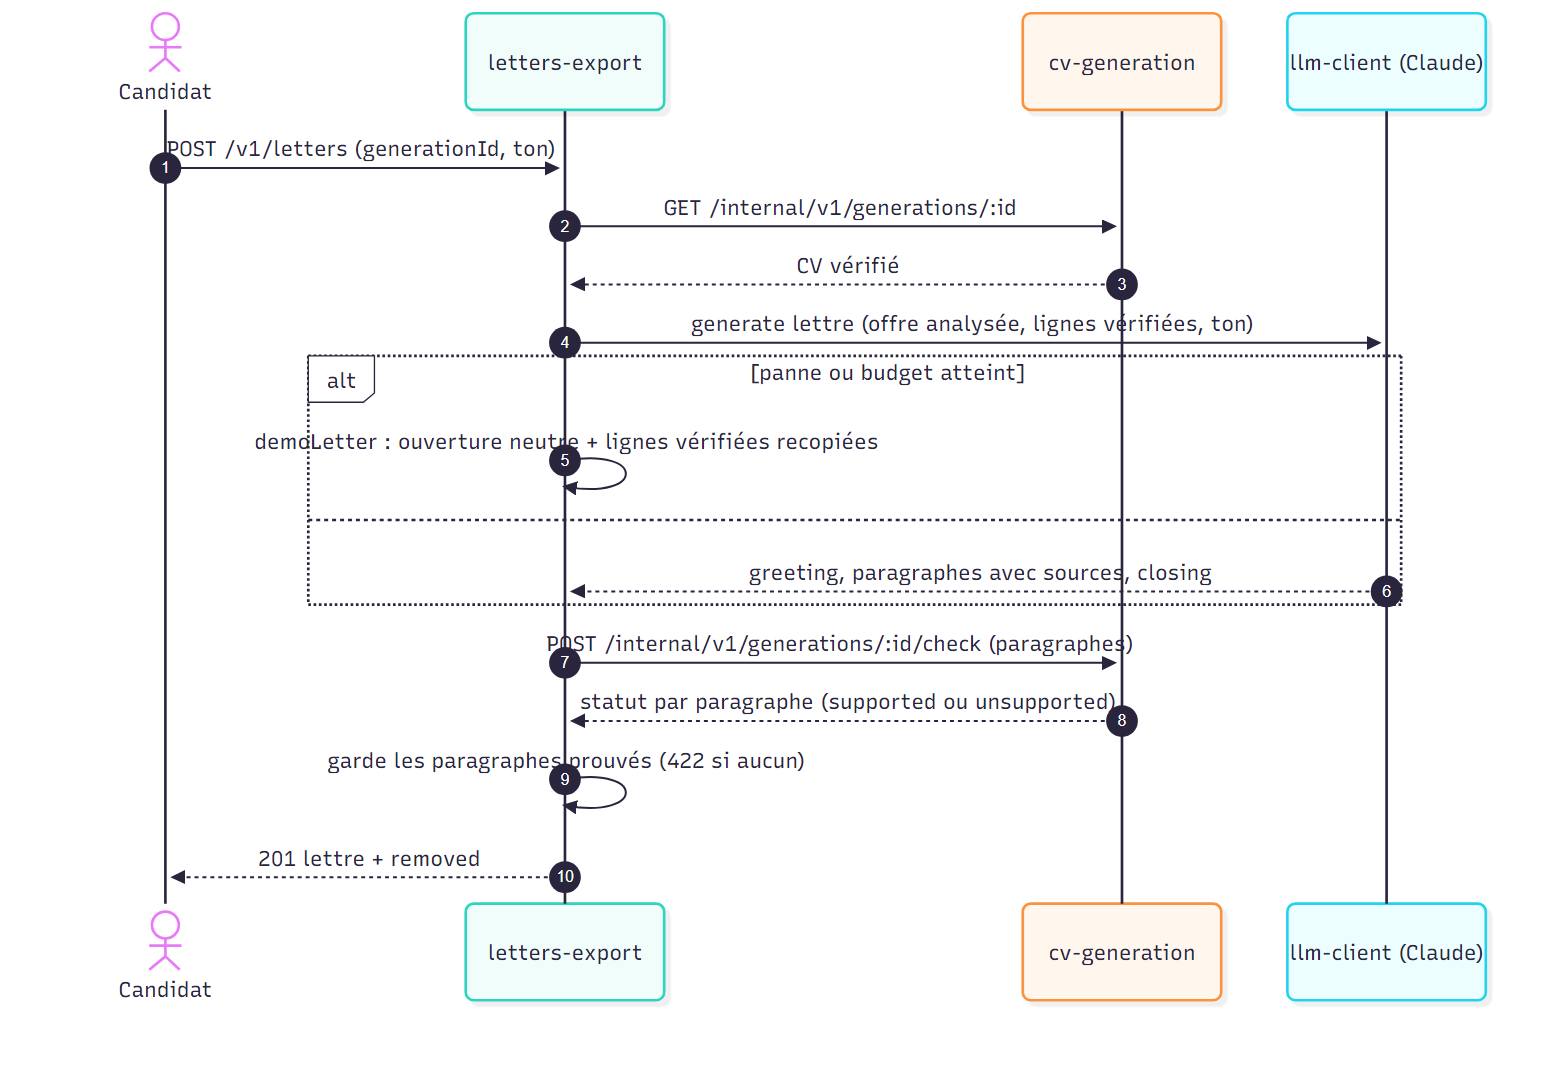 Candidat
letters-export
cv-generation
llm-client (Claude)
POST /v1/letters (generationId, ton)
1
GET /internal/v1/generations/:id
2
CV vérifié
3
generate lettre (offre analysée, lignes vérifiées, ton)
4
alt
[panne ou budget atteint]
demoLetter : ouverture neutre + lignes vérifiées recopiées
5
greeting, paragraphes avec sources, closing
6
POST /internal/v1/generations/:id/check (paragraphes)
7
statut par paragraphe (supported ou unsupported)
8
garde les paragraphes prouvés (422 si aucun)
9
201 lettre + removed
10
Candidat
letters-export
cv-generation
llm-client (Claude)